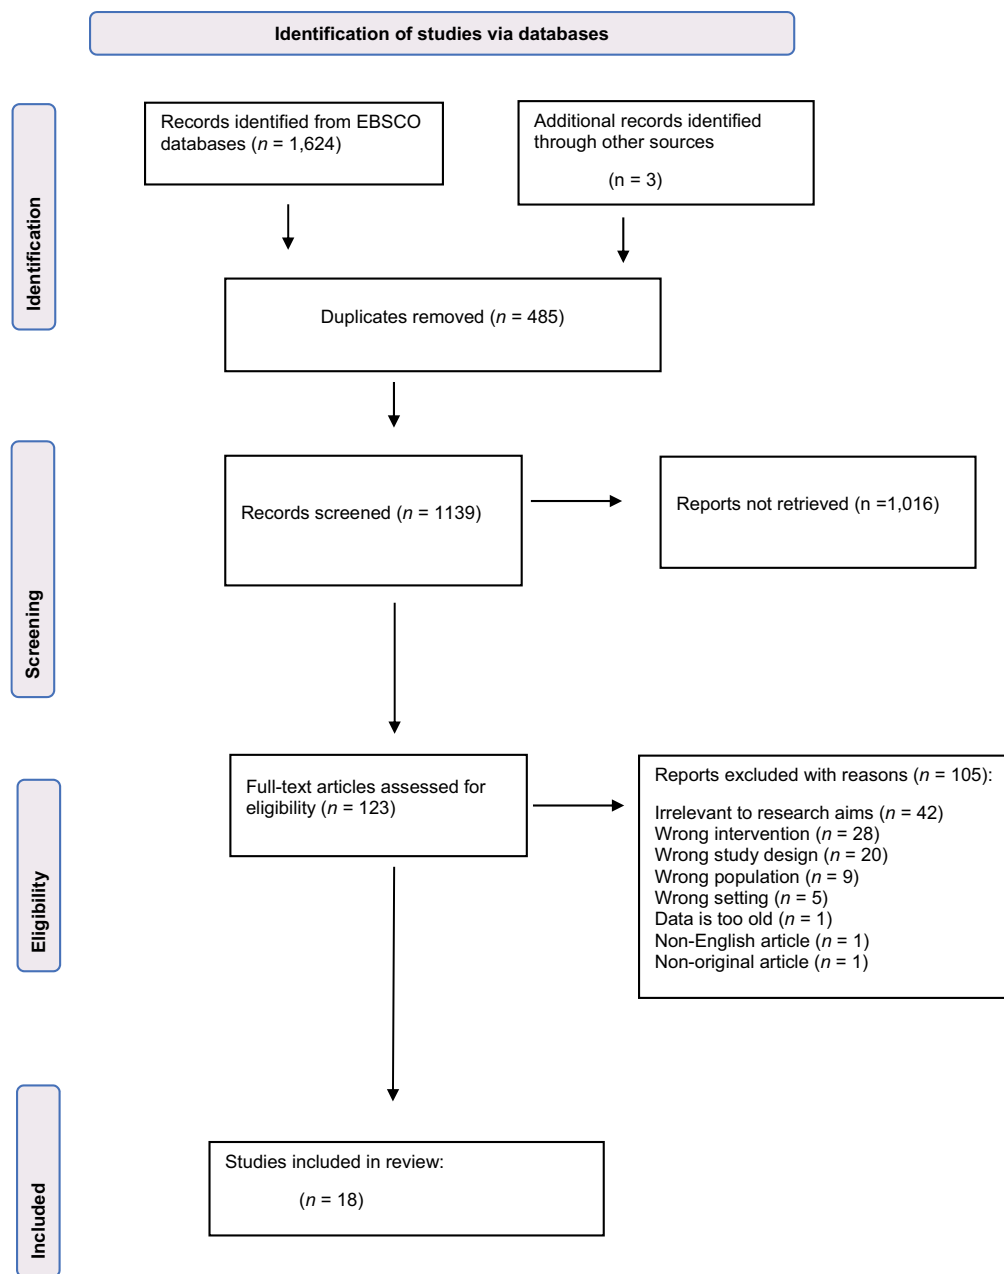 Identification of studies via databases
Identification
Records identified from EBSCO
databases (n = 1,624)
Additional records identified
through other sources
(n = 3)
Duplicates removed (n = 485)
Screening
Records screened (n = 1139)
Reports not retrieved (n =1,016)
Eligibility
Full-text articles assessed for
eligibility (n = 123)
Reports excluded with reasons (n = 105):
Irrelevant to research aims (n = 42)
Wrong intervention (n = 28)
Wrong study design (n = 20)
Wrong population (n = 9)
Wrong setting (n = 5)
Data is too old (n = 1)
Non-English article (n = 1)
Non-original article (n = 1)
Included
Studies included in review:
(n = 18)